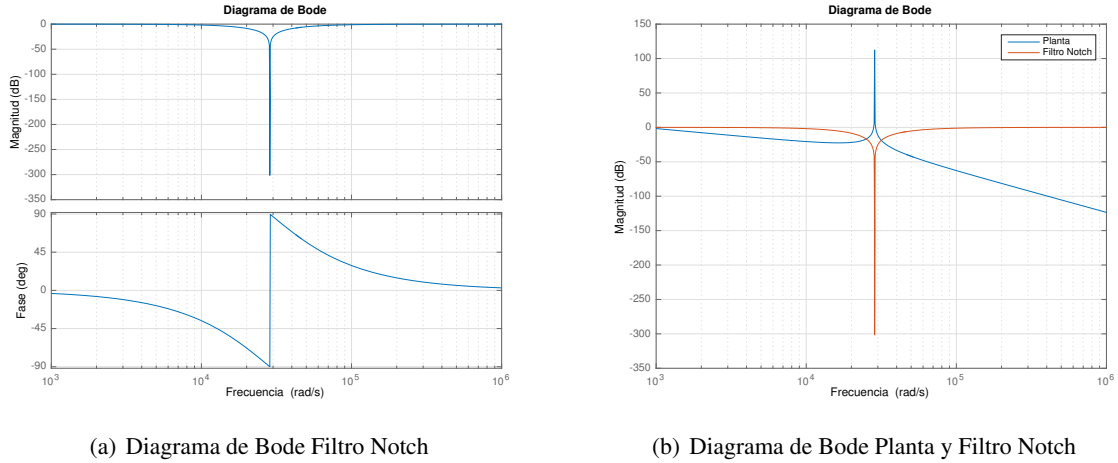 Diagrama de Bode
0
-50
-100
-150
-200
-250
-300
-350
Magnitud (dB)
90
45
0
-45
-90
Fase (deg)
10^3
10^4
10^5
10^6
Frecuencia (rad/s)
(a) Diagrama de Bode Filtro Notch
Diagrama de Bode
Planta
Filtro Notch
150
100
50
0
-50
-100
-150
-200
-250
-300
-350
Magnitud (dB)
10^3
10^4
10^5
10^6
Frecuencia (rad/s)
(b) Diagrama de Bode Planta y Filtro Notch